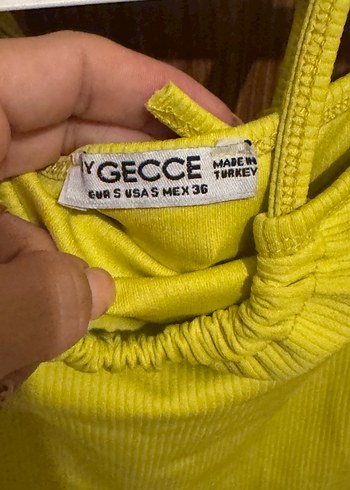 Y GECCE
MADE IN
TURKEY
EUR S USA S MEX 36